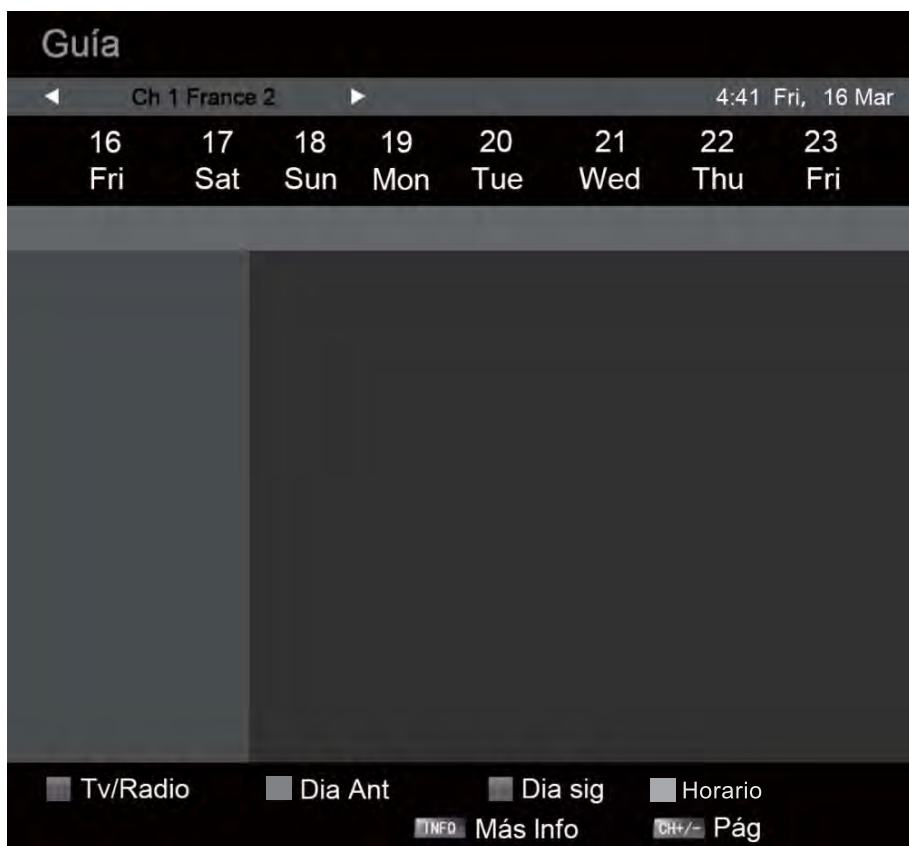 Guía
Ch 1 France 2 4:41 Fri, 16 Mar
16 17 18 19 20 21 22 23
Fri Sat Sun Mon Tue Wed Thu Fri
Tv/Radio Dia Ant Dia sig Horario
INFO Más Info CH+/- Pág